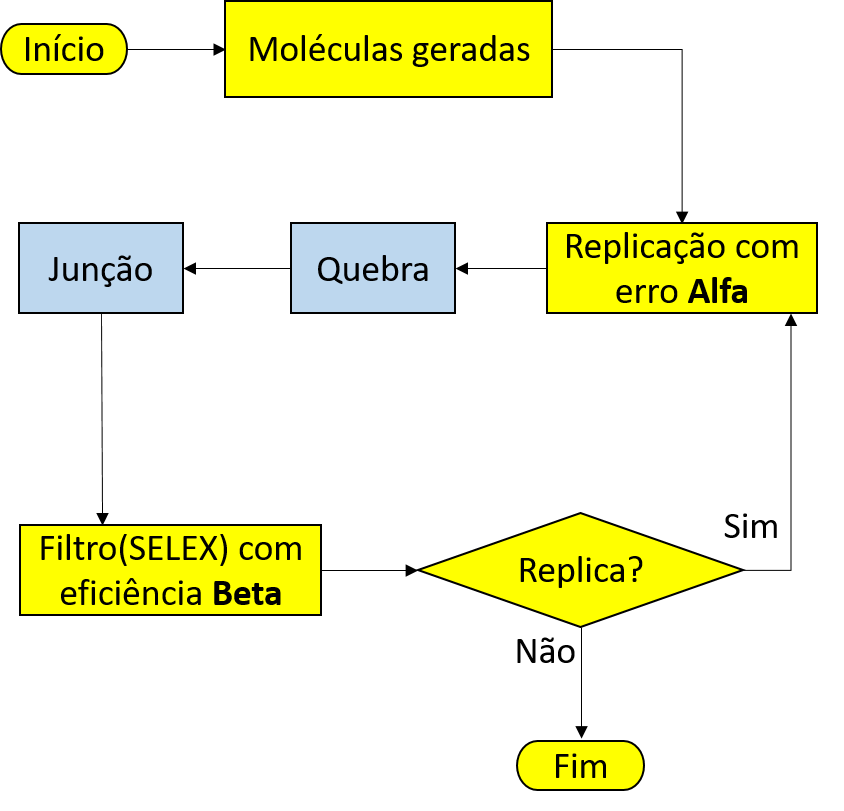 Início
Moléculas geradas
Replicação com
erro Alfa
Quebra
Junção
Filtro(SELEX) com
eficiência Beta
Replica?
Sim
Não
Fim